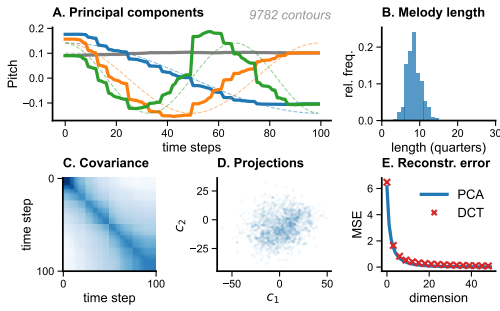 A. Principal components
9782 contours
Pitch
0.2
0.1
0.0
−0.1
0 20 40 60 80 100
time steps
B. Melody length
rel. freq.
0.2
0.0
0 10 20 30
length (quarters)
C. Covariance
time step
0
100
0 100
time step
D. Projections
c2
25
0
−25
−50 0 50
c1
E. Reconstr. error
MSE
6
4
2
0
PCA
DCT
0 20 40
dimension